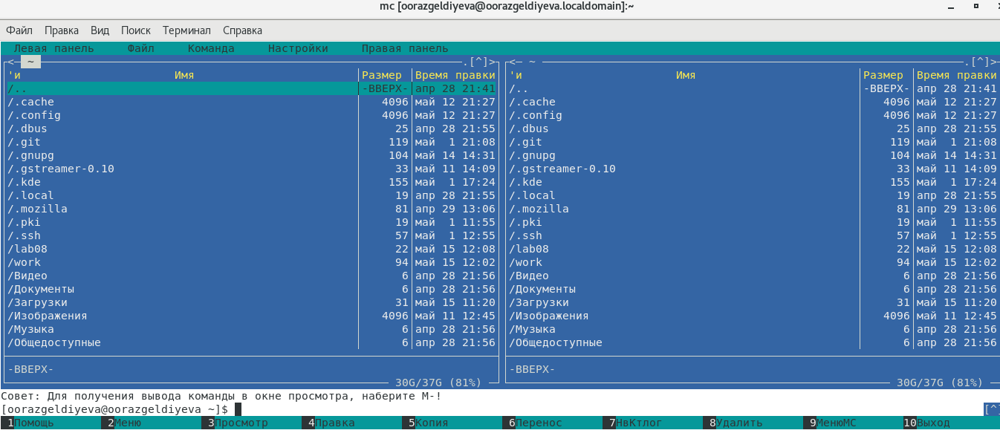 mc [oorazgeldiyeva@oorazgeldiyeva.localdomain]:~
Файл Правка Вид Поиск Терминал Справка
Левая панель Файл Команда Настройки Правая панель
<─ ~ .[^]> <─ ~ .[^]>
'и Имя Размер Время правки 'и Имя Размер Время правки
/.. -ВВЕРХ- апр 28 21:41 /.. -ВВЕРХ- апр 28 21:41
/.cache 4096 май 12 21:27 /.cache 4096 май 12 21:27
/.config 4096 май 12 21:27 /.config 4096 май 12 21:27
/.dbus 25 апр 28 21:55 /.dbus 25 апр 28 21:55
/.git 119 май 1 21:08 /.git 119 май 1 21:08
/.gnupg 104 май 14 14:31 /.gnupg 104 май 14 14:31
/.gstreamer-0.10 33 май 11 14:09 /.gstreamer-0.10 33 май 11 14:09
/.kde 155 май 1 17:24 /.kde 155 май 1 17:24
/.local 19 апр 28 21:55 /.local 19 апр 28 21:55
/.mozilla 81 апр 29 13:06 /.mozilla 81 апр 29 13:06
/.pki 19 май 1 11:55 /.pki 19 май 1 11:55
/.ssh 57 май 1 12:55 /.ssh 57 май 1 12:55
/lab08 22 май 15 12:08 /lab08 22 май 15 12:08
/work 94 май 15 12:02 /work 94 май 15 12:02
/Видео 6 апр 28 21:56 /Видео 6 апр 28 21:56
/Документы 6 апр 28 21:56 /Документы 6 апр 28 21:56
/Загрузки 31 май 15 11:20 /Загрузки 31 май 15 11:20
/Изображения 4096 май 11 12:45 /Изображения 4096 май 11 12:45
/Музыка 6 апр 28 21:56 /Музыка 6 апр 28 21:56
/Общедоступные 6 апр 28 21:56 /Общедоступные 6 апр 28 21:56
-ВВЕРХ- -ВВЕРХ-
30G/37G (81%) 30G/37G (81%)
Совет: Для получения вывода команды в окне просмотра, наберите M-!
[oorazgeldiyeva@oorazgeldiyeva ~]$ [^]
1Помощь 2Меню 3Просмотр 4Правка 5Копия 6Перенос 7НвКтлог 8Удалить 9МенюМС 10Выход